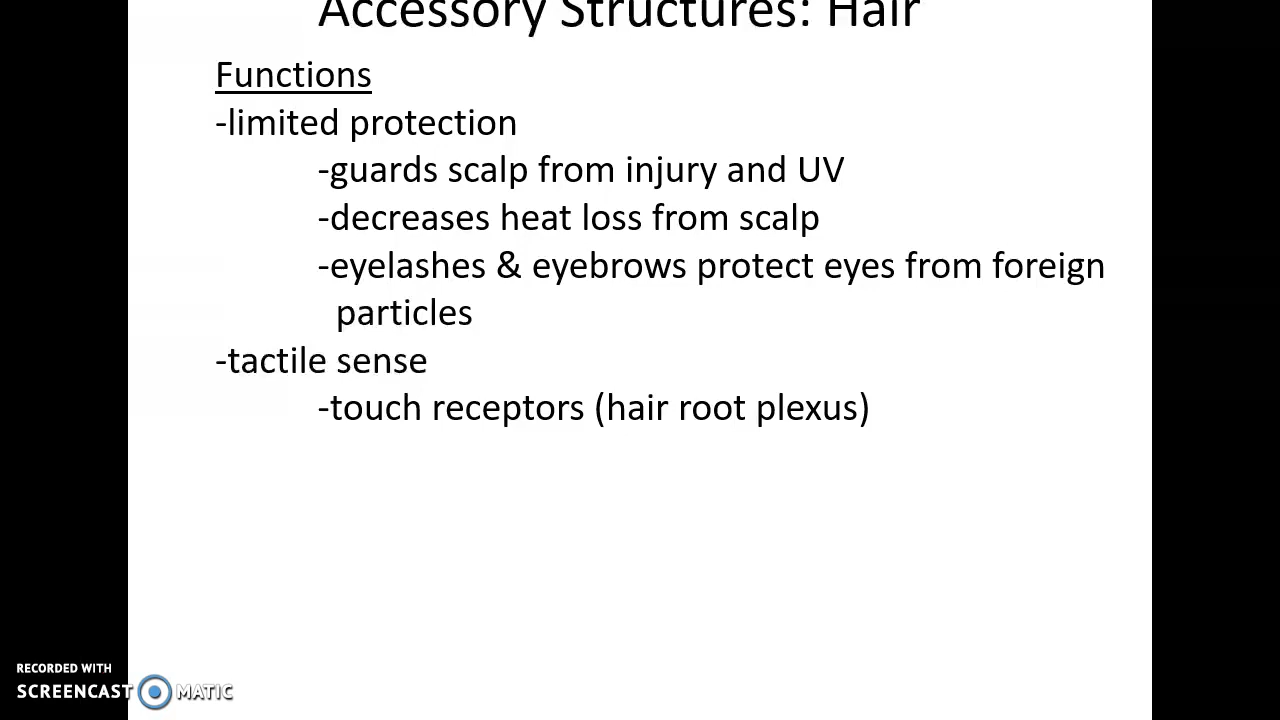 Accessory Structures: Hair
Functions
-limited protection
-guards scalp from injury and UV
-decreases heat loss from scalp
-eyelashes & eyebrows protect eyes from foreign
particles
-tactile sense
-touch receptors (hair root plexus)
RECORDED WITH
SCREENCAST MATIC